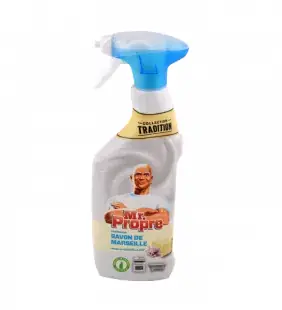 COLLECTION
TRADITION
Mr.
Propre
SAVON DE
MARSEILLE